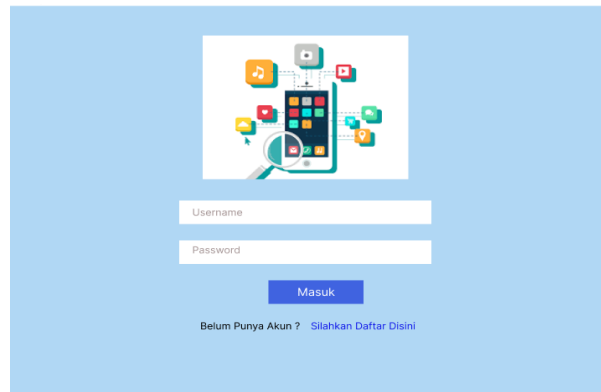 Username
Password
Masuk
Belum Punya Akun ? Silahkan Daftar Disini